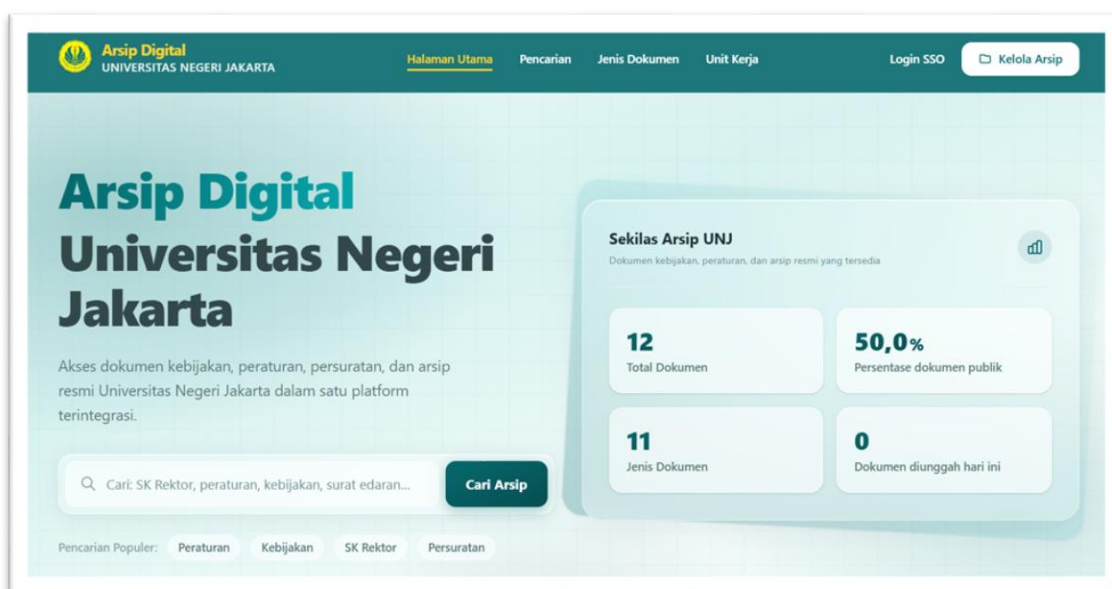 Arsip Digital
UNIVERSITAS NEGERI JAKARTA
Halaman Utama
Pencarian
Jenis Dokumen
Unit Kerja
Login SSO
Kelola Arsip
Arsip Digital
Universitas Negeri
Jakarta
Akses dokumen kebijakan, peraturan, persuratan, dan arsip
resmi Universitas Negeri Jakarta dalam satu platform
terintegrasi.
Cari: SK Rektor, peraturan, kebijakan, surat edaran...
Cari Arsip
Pencarian Populer:
Peraturan
Kebijakan
SK Rektor
Persuratan
Sekilas Arsip UNJ
Dokumen kebijakan, peraturan, dan arsip resmi yang tersedia
12
Total Dokumen
50,0%
Persentase dokumen publik
11
Jenis Dokumen
0
Dokumen diunggah hari ini